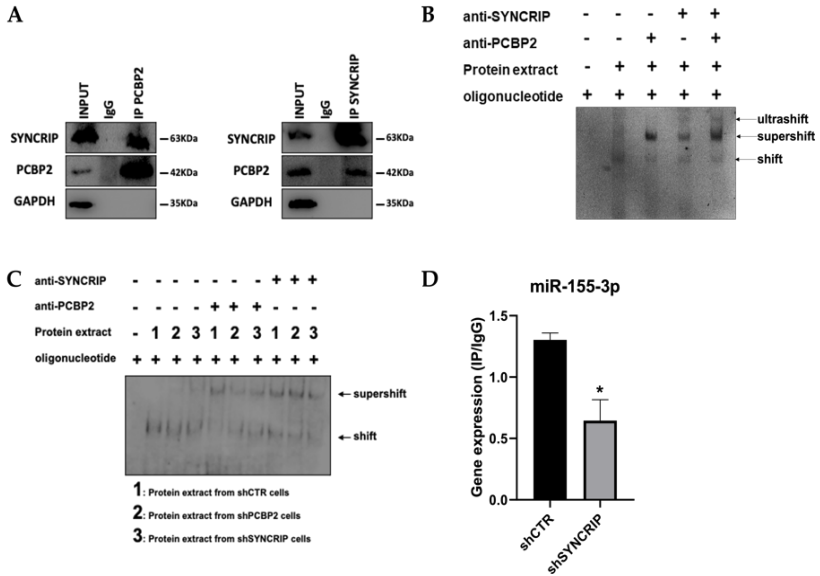 A
INPUT IgG IP PCBP2
SYNCRIP 63KDa
PCBP2 42KDa
GAPDH 35KDa
INPUT IgG IP SYNCRIP
SYNCRIP 63KDa
PCBP2 42KDa
GAPDH 35KDa
B
anti-SYNCRIP - - - + +
anti-PCBP2 - - + - +
Protein extract - + + + +
oligonucleotide + + + + +
ultrashift
supershift
shift
C
anti-SYNCRIP - - - - - - - + + +
anti-PCBP2 - - - - + + + - - -
Protein extract - 1 2 3 1 2 3 1 2 3
oligonucleotide + + + + + + + + + +
supershift
shift
1: Protein extract from shCTR cells
2: Protein extract from shPCBP2 cells
3: Protein extract from shSYNCRIP cells
D
miR-155-3p
Gene expression (IP/IgG)
1.5
1.0
0.5
0.0
*
shCTR
shSYNCRIP